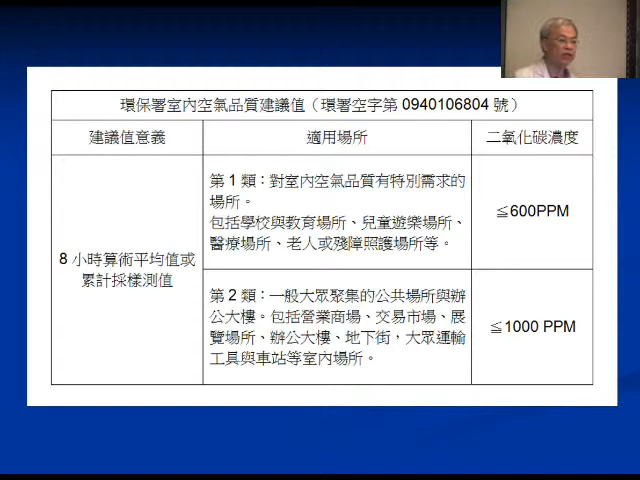 環保署室內空氣品質建議值（環署空字第 0940106804 號）
建議值意義
適用場所
二氧化碳濃度
8 小時算術平均值或
累計採樣測值
第 1 類：對室內空氣品質有特別需求的
場所。
包括學校與教育場所、兒童遊樂場所、
醫療場所、老人或殘障照護場所等。
≦600PPM
第 2 類：一般大眾聚集的公共場所與辦
公大樓。包括營業商場、交易市場、展
覽場所、辦公大樓、地下街，大眾運輸
工具與車站等室內場所。
≦1000 PPM